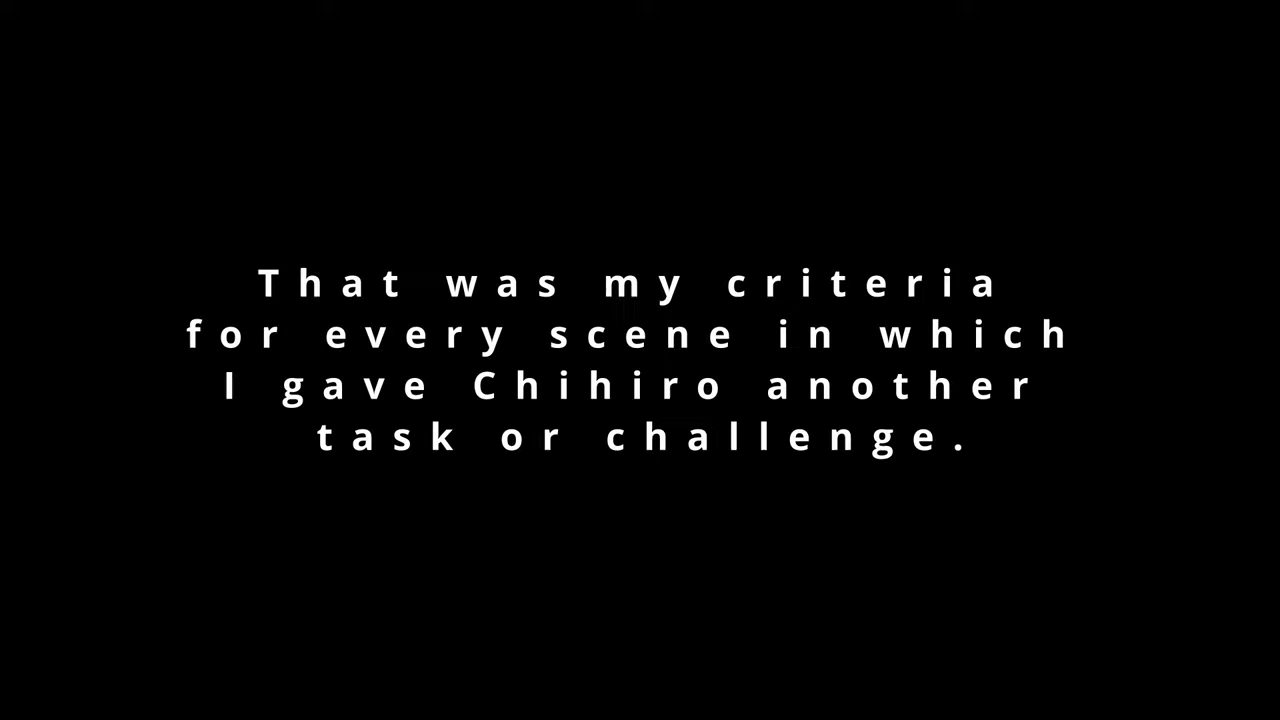 That was my criteria
for every scene in which
I gave Chihiro another
task or challenge.